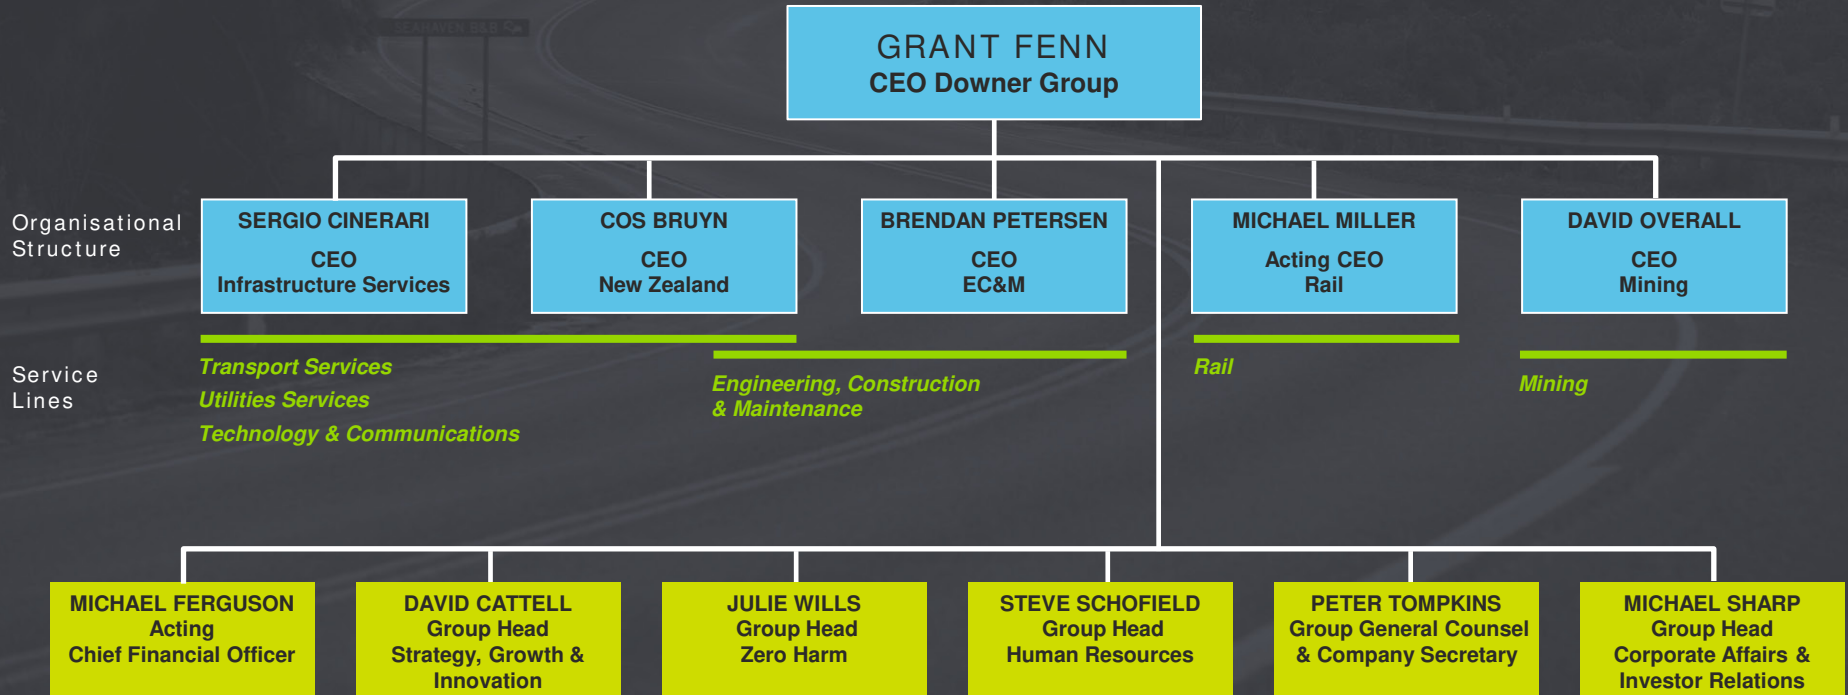 SEAHAVEN B&B
GRANT FENN
CEO Downer Group
Organisational
Structure
SERGIO CINERARI
CEO
Infrastructure Services
COS BRUYN
CEO
New Zealand
BRENDAN PETERSEN
CEO
EC&M
MICHAEL MILLER
Acting CEO
Rail
DAVID OVERALL
CEO
Mining
Service
Lines
Transport Services
Utilities Services
Technology & Communications
Engineering, Construction
& Maintenance
Rail
Mining
MICHAEL FERGUSON
Acting
Chief Financial Officer
DAVID CATTELL
Group Head
Strategy, Growth &
Innovation
JULIE WILLS
Group Head
Zero Harm
STEVE SCHOFIELD
Group Head
Human Resources
PETER TOMPKINS
Group General Counsel
& Company Secretary
MICHAEL SHARP
Group Head
Corporate Affairs &
Investor Relations